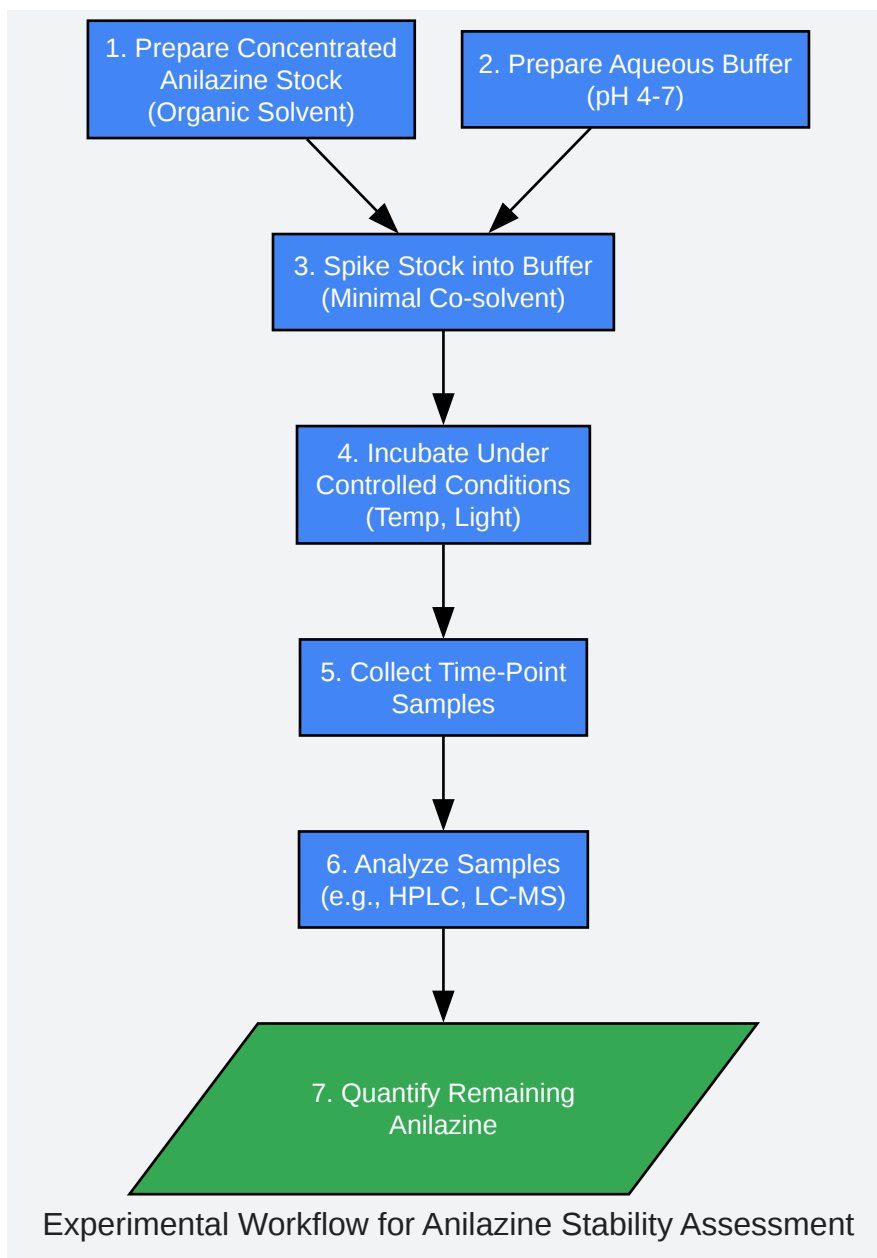 1. Prepare Concentrated
Anilazine Stock
(Organic Solvent)
2. Prepare Aqueous Buffer
(pH 4-7)
3. Spike Stock into Buffer
(Minimal Co-solvent)
4. Incubate Under
Controlled Conditions
(Temp, Light)
5. Collect Time-Point
Samples
6. Analyze Samples
(e.g., HPLC, LC-MS)
7. Quantify Remaining
Anilazine
Experimental Workflow for Anilazine Stability Assessment